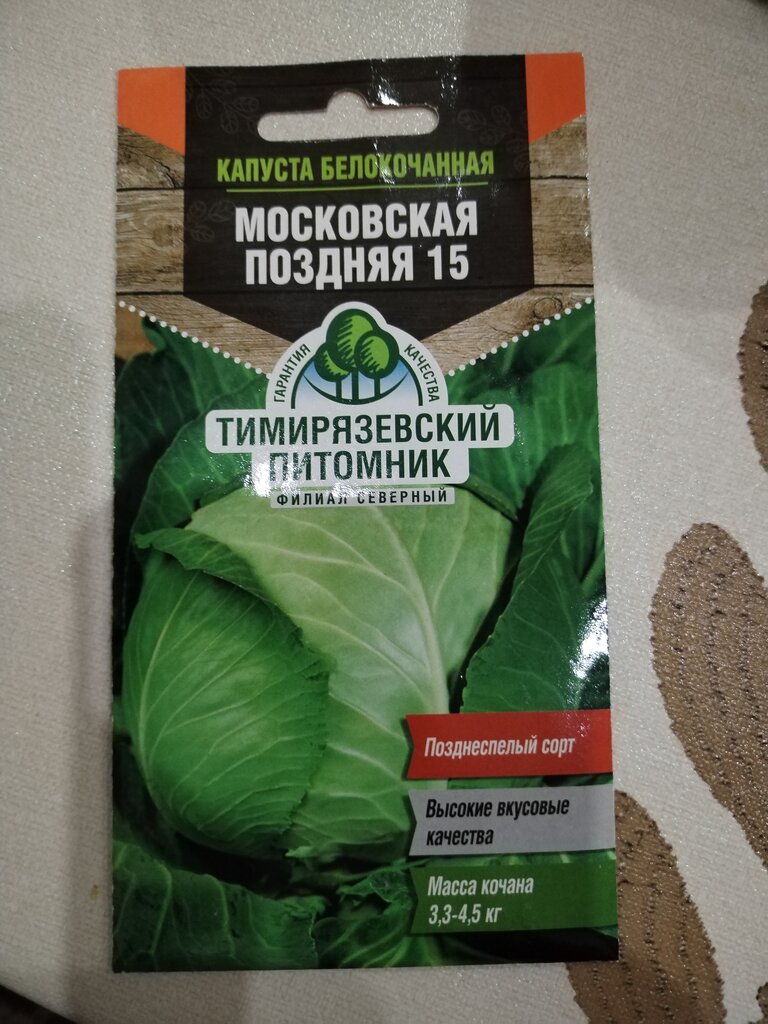 КАПУСТА БЕЛОКОЧАННАЯ
МОСКОВСКАЯ
ПОЗДНЯЯ 15
ГАРАНТИЯ КАЧЕСТВА
ТИМИРЯЗЕВСКИЙ
ПИТОМНИК
ФИЛИАЛ СЕВЕРНЫЙ
Позднеспелый сорт
Высокие вкусовые
качества
Масса кочана
3,3-4,5 кг